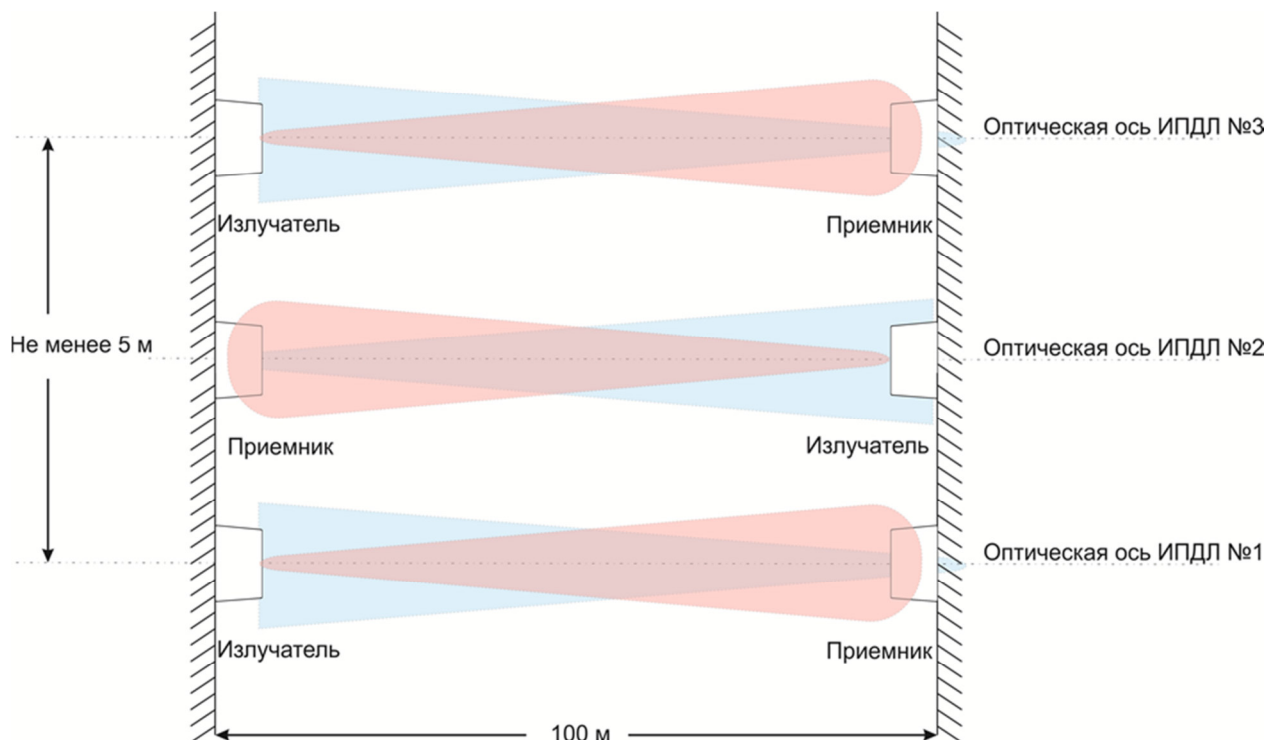 Оптическая ось ИПДЛ №3
Излучатель
Приемник
Не менее 5 м
Оптическая ось ИПДЛ №2
Приемник
Излучатель
Оптическая ось ИПДЛ №1
Излучатель
Приемник
100 м